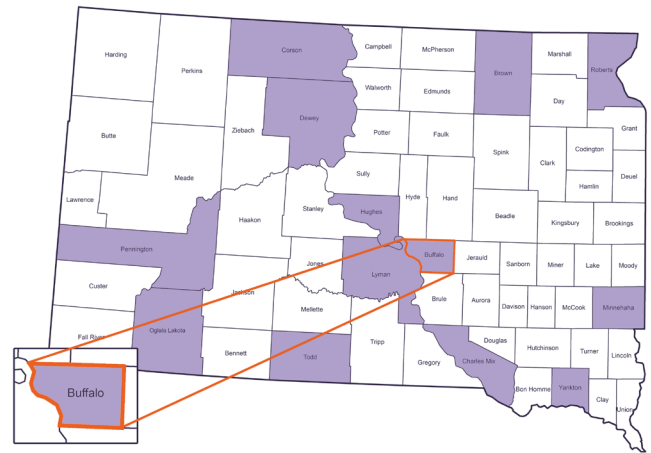 Harding
Perkins
Corson
Campbell
McPherson
Brown
Marshall
Roberts
Walworth
Edmunds
Day
Dewey
Butte
Ziebach
Potter
Faulk
Grant
Spink
Codington
Clark
Meade
Sully
Deuel
Hamlin
Lawrence
Hyde
Hand
Stanley
Hughes
Haskon
Beadle
Kingsbury
Brookings
Pennington
Buffalo
Jerauld
Sanborn
Miner
Lake
Moody
Jones
Lyman
Custer
Jackson
Brule
Aurora
Davison
Hanson
McCook
Minnehaha
Mellette
Oglala Lakota
Fall River
Tripp
Douglas
Hutchinson
Turner
Lincoln
Bennett
Todd
Gregory
Charles Mix
Bon Homme
Yankton
Clay
Union
Buffalo